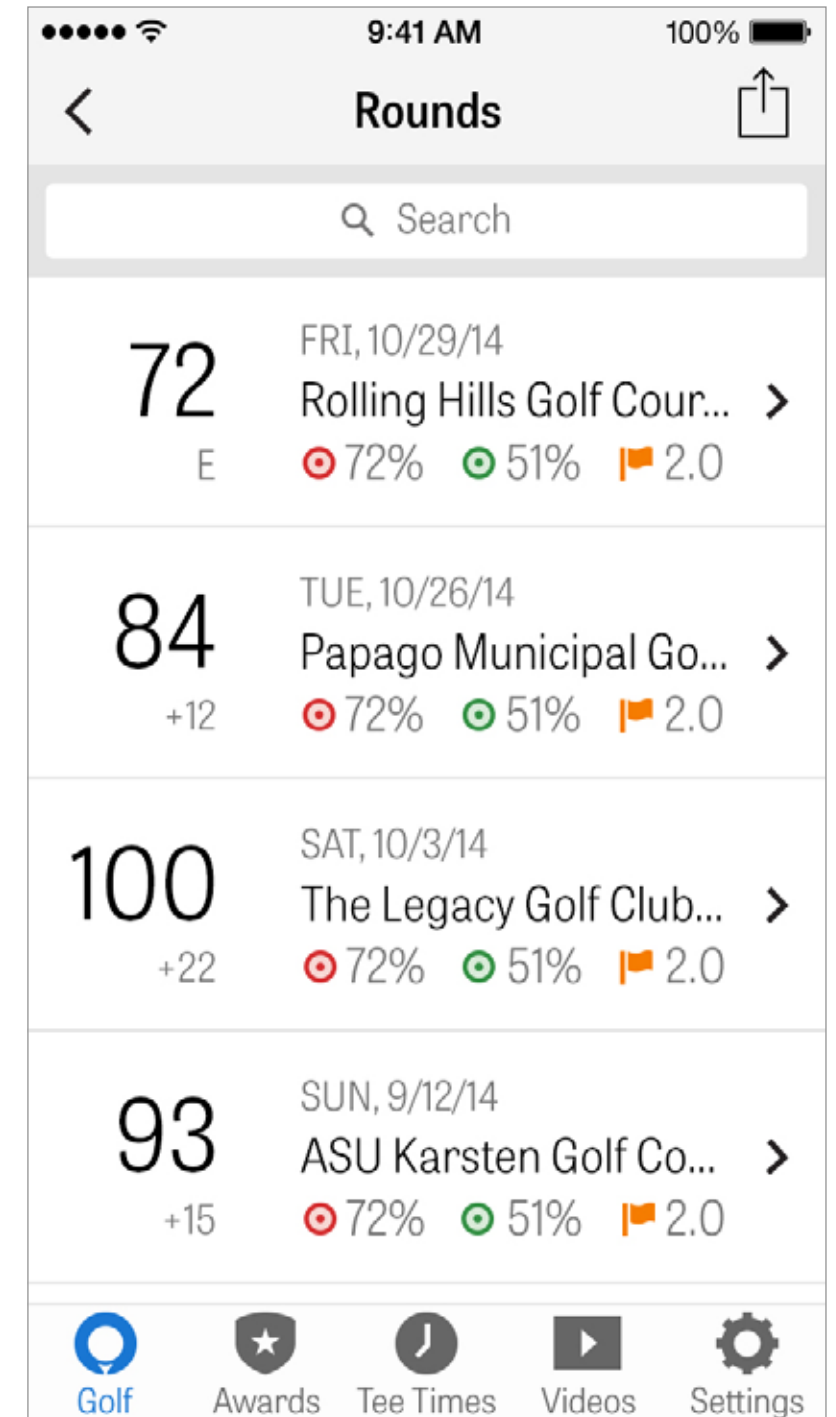 9:41 AM 100%
Rounds
Search
72 FRI, 10/29/14
Rolling Hills Golf Cour...
E 72% 51% 2.0
84 TUE, 10/26/14
Papago Municipal Go...
+12 72% 51% 2.0
100 SAT, 10/3/14
The Legacy Golf Club...
+22 72% 51% 2.0
93 SUN, 9/12/14
ASU Karsten Golf Co...
+15 72% 51% 2.0
Golf Awards Tee Times Videos Settings